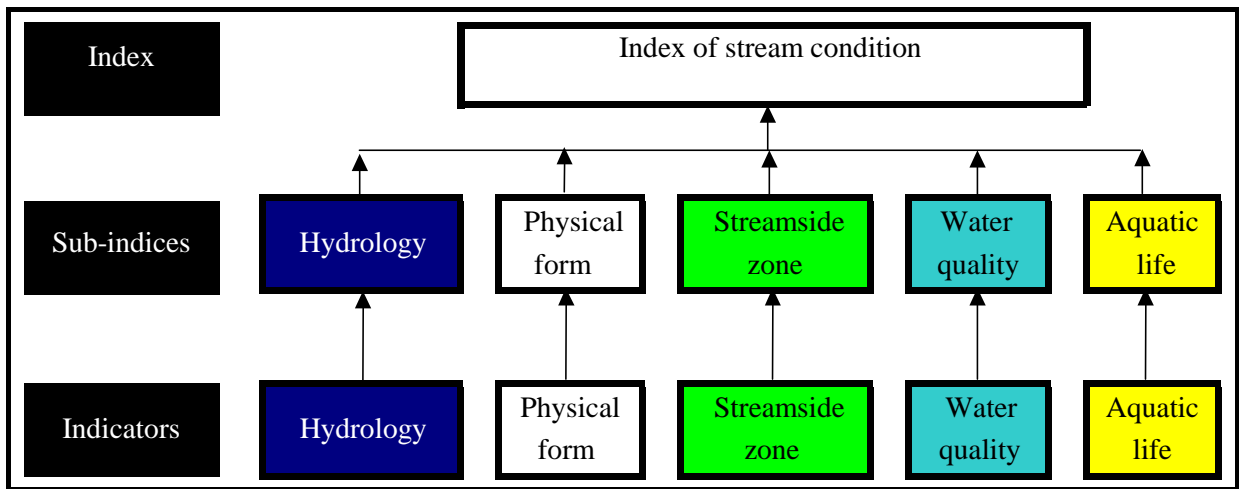 Index
Index of stream condition
Sub-indices
Hydrology
Physical
form
Streamside
zone
Water
quality
Aquatic
life
Indicators
Hydrology
Physical
form
Streamside
zone
Water
quality
Aquatic
life